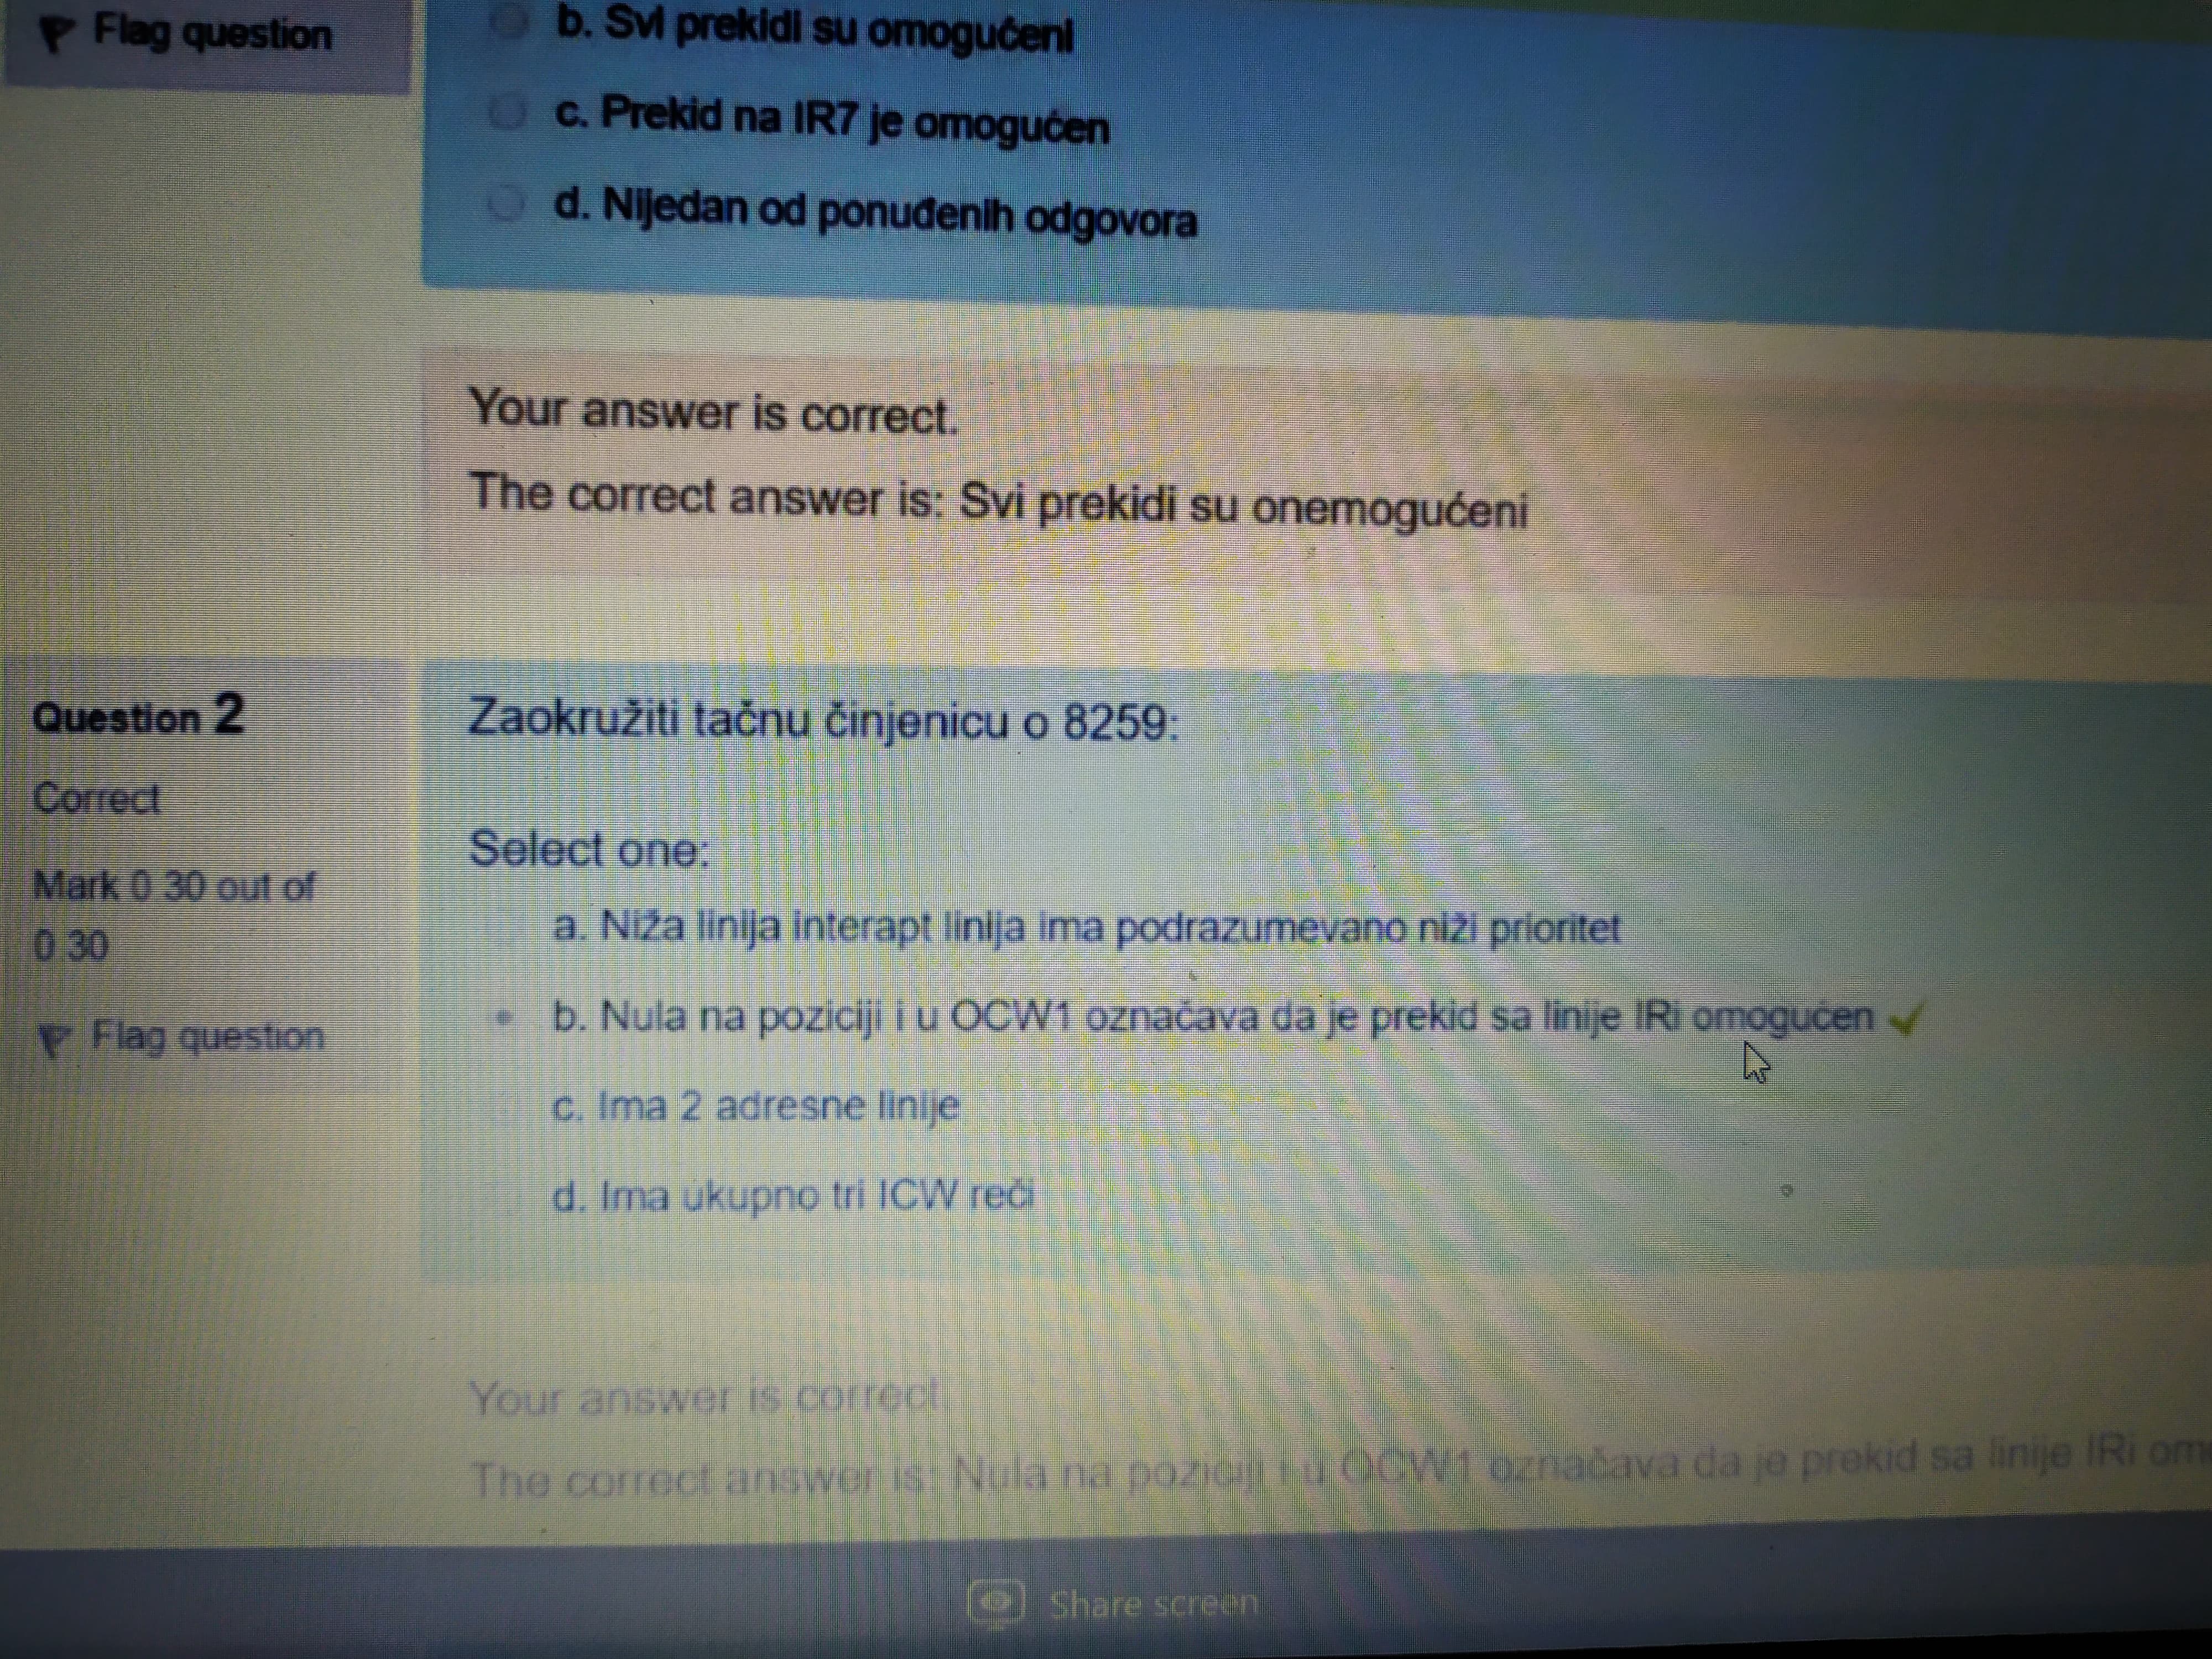 Flag question
b. Svi prekidi su omogućeni
c. Prekid na IR7 je omogućen
d. Nijedan od ponuđenih odgovora
Your answer is correct.
The correct answer is: Svi prekidi su onemogućeni
Question 2
Correct
Mark 0.30 out of
0.30
Flag question
Zaokružiti tačnu činjenicu o 8259:
Select one:
a. Niža linija interapt linija ima podrazumevano niži prioritet
b. Nula na poziciji i u OCW1 označava da je prekid sa linije IRi omogućen
c. Ima 2 adresne linije
d. Ima ukupno tri ICW reči
Your answer is correct.
The correct answer is: Nula na poziciji i u OCW1 označava da je prekid sa linije IRi om
Share screen